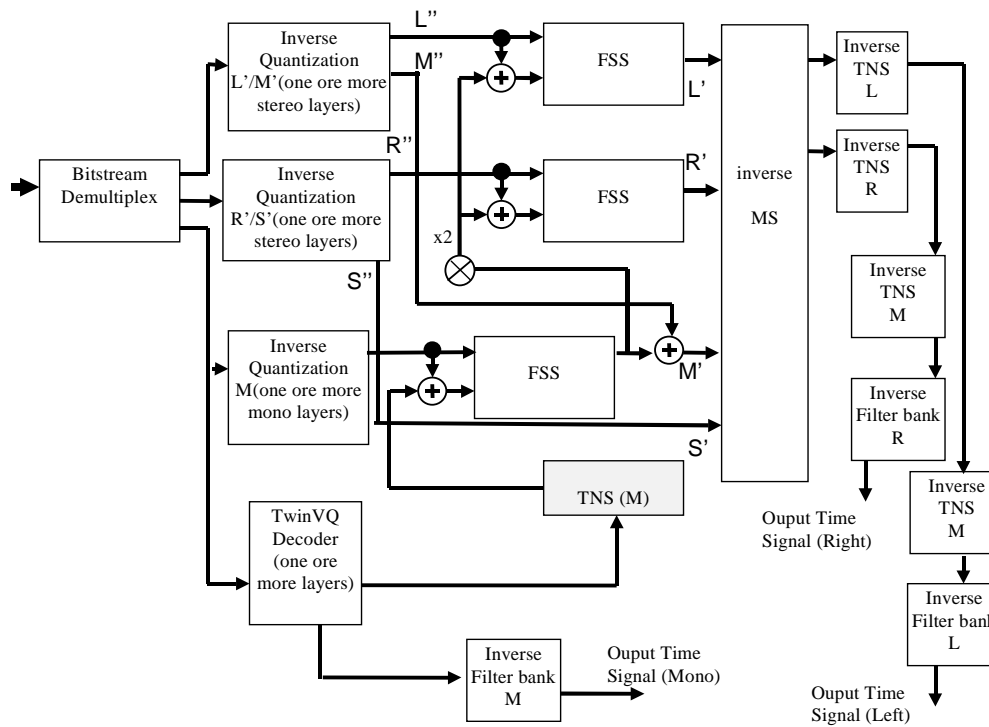 L''
Inverse
Quantization
L'/M'(one ore more
stereo layers)
M''
FSS
L'
Inverse
TNS
L
Bitstream
Demultiplex
R''
Inverse
Quantization
R'/S'(one ore more
stereo layers)
FSS
R'
inverse
MS
Inverse
TNS
R
x2
S''
Inverse
TNS
M
Inverse
Quantization
M(one ore more
mono layers)
FSS
M'
S'
Inverse
Filter bank
R
TNS (M)
TwinVQ
Decoder
(one ore
more layers)
Ouput Time
Signal (Right)
Inverse
TNS
M
Inverse
Filter bank
L
Inverse
Filter bank
M
Ouput Time
Signal (Mono)
Ouput Time
Signal (Left)